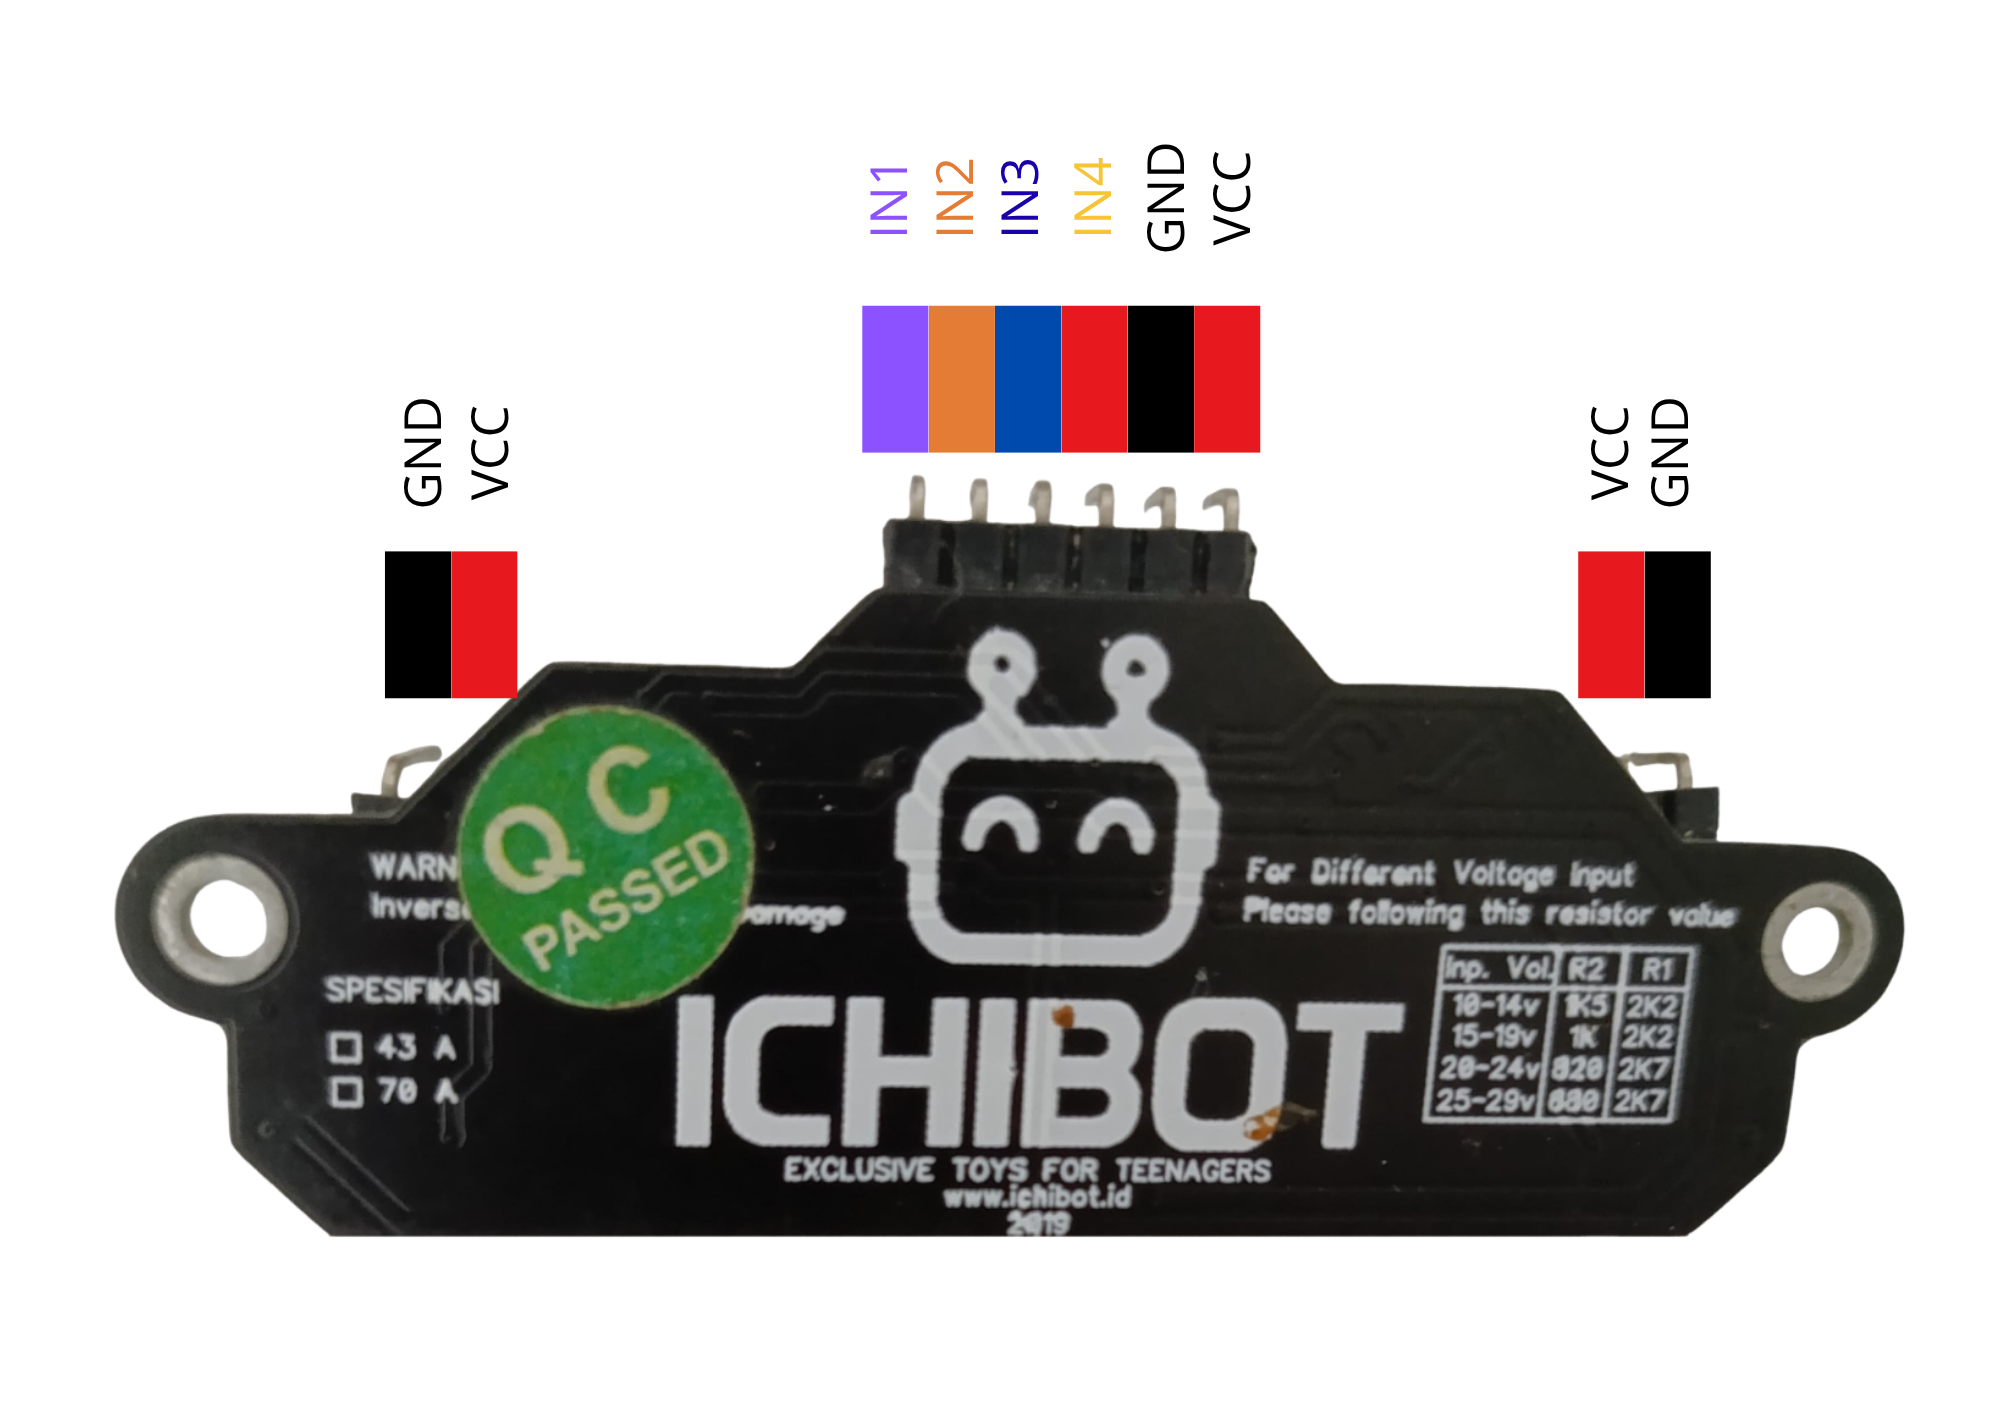 IN1
IN2
IN3
IN4
GND
VCC
GND
VCC
VCC
GND
QC
PASSED
WARN
Inverse
amage
For Different Voltage Input
Please following this resistor value
SPESIFIKASI
43 A
70 A
Inp. Vol. R2 R1
10-14v 1K5 2K2
15-19v 1K 2K2
20-24v 820 2K7
25-29v 680 2K7
ICHIBOT
EXCLUSIVE TOYS FOR TEENAGERS
www.ichibot.id
2019